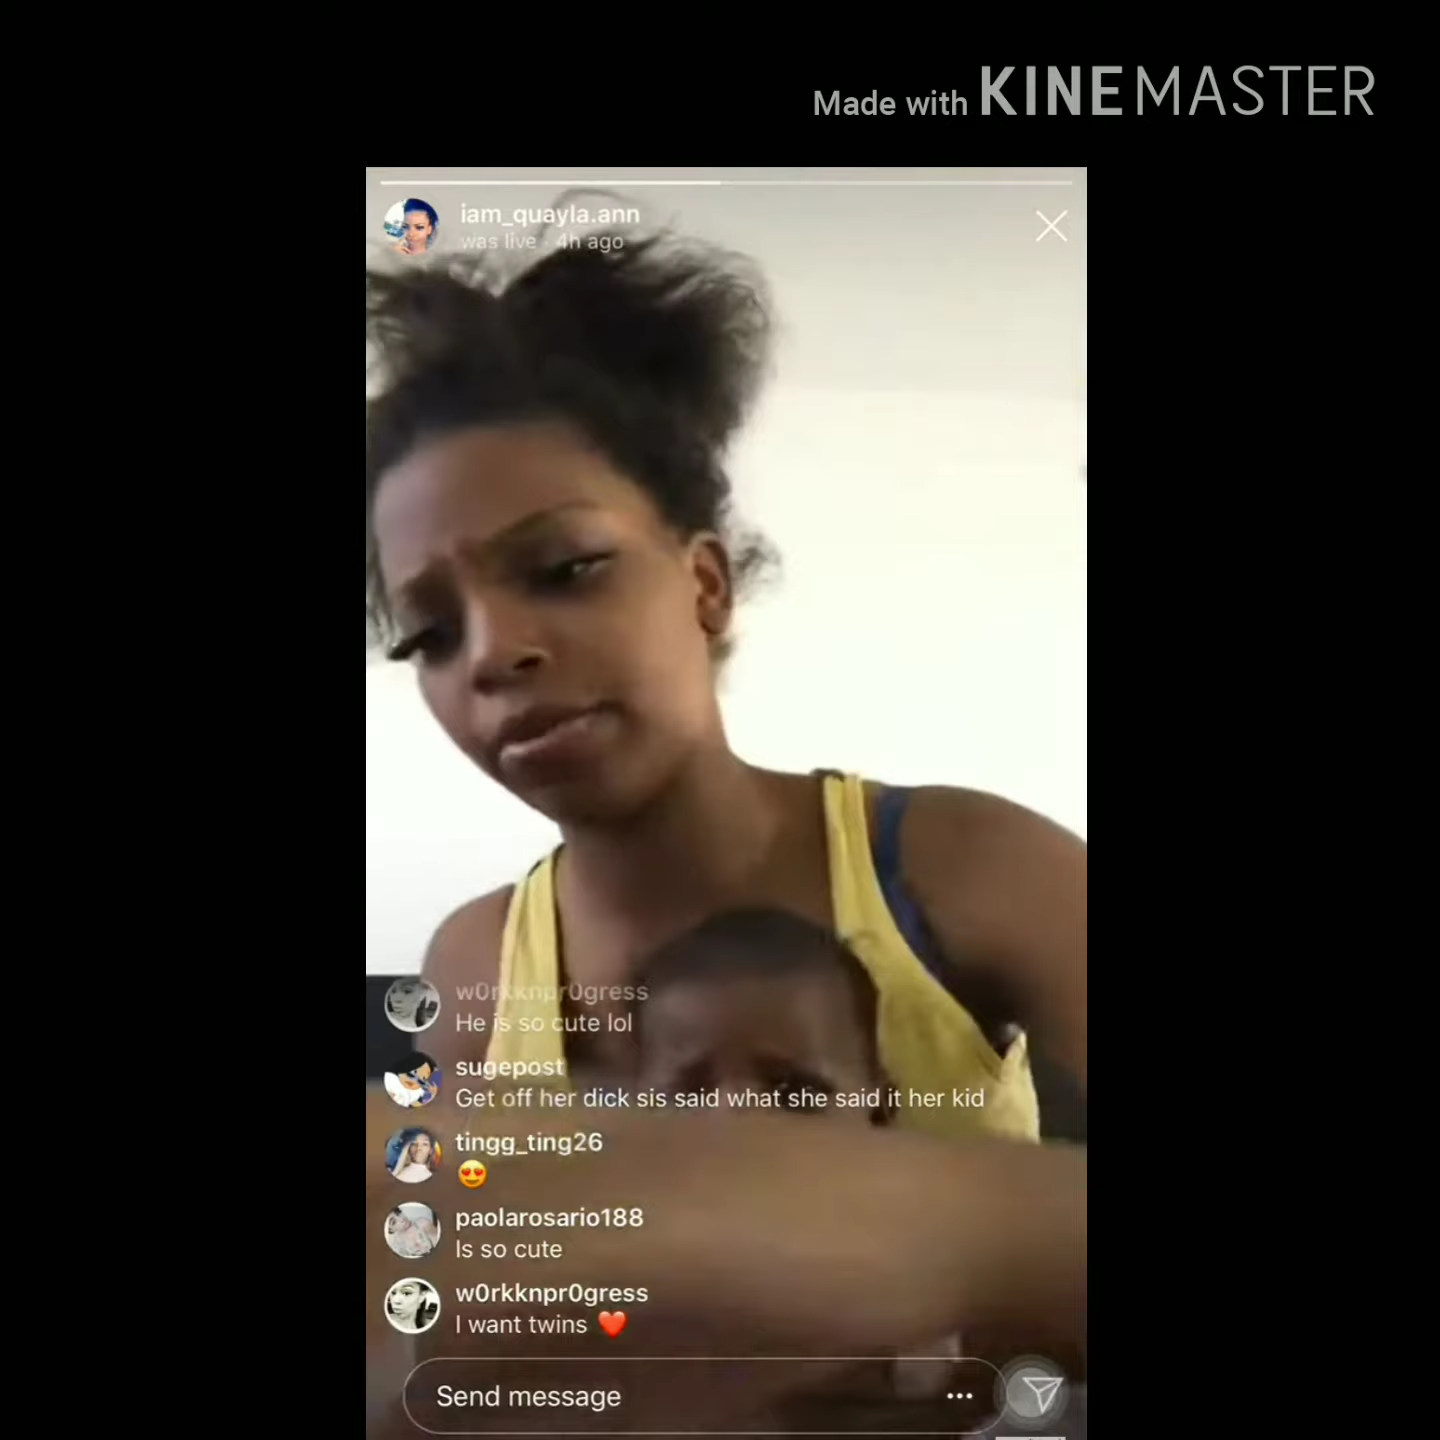 Made with KINEMASTER
iam_quayla.ann
was live · 4h ago
w0rkknpr0gress
He is so cute lol
sugepost
Get off her dick sis said what she said it her kid
tingg_ting26
😍
paolarosario188
Is so cute
w0rkknpr0gress
I want twins ❤️
Send message